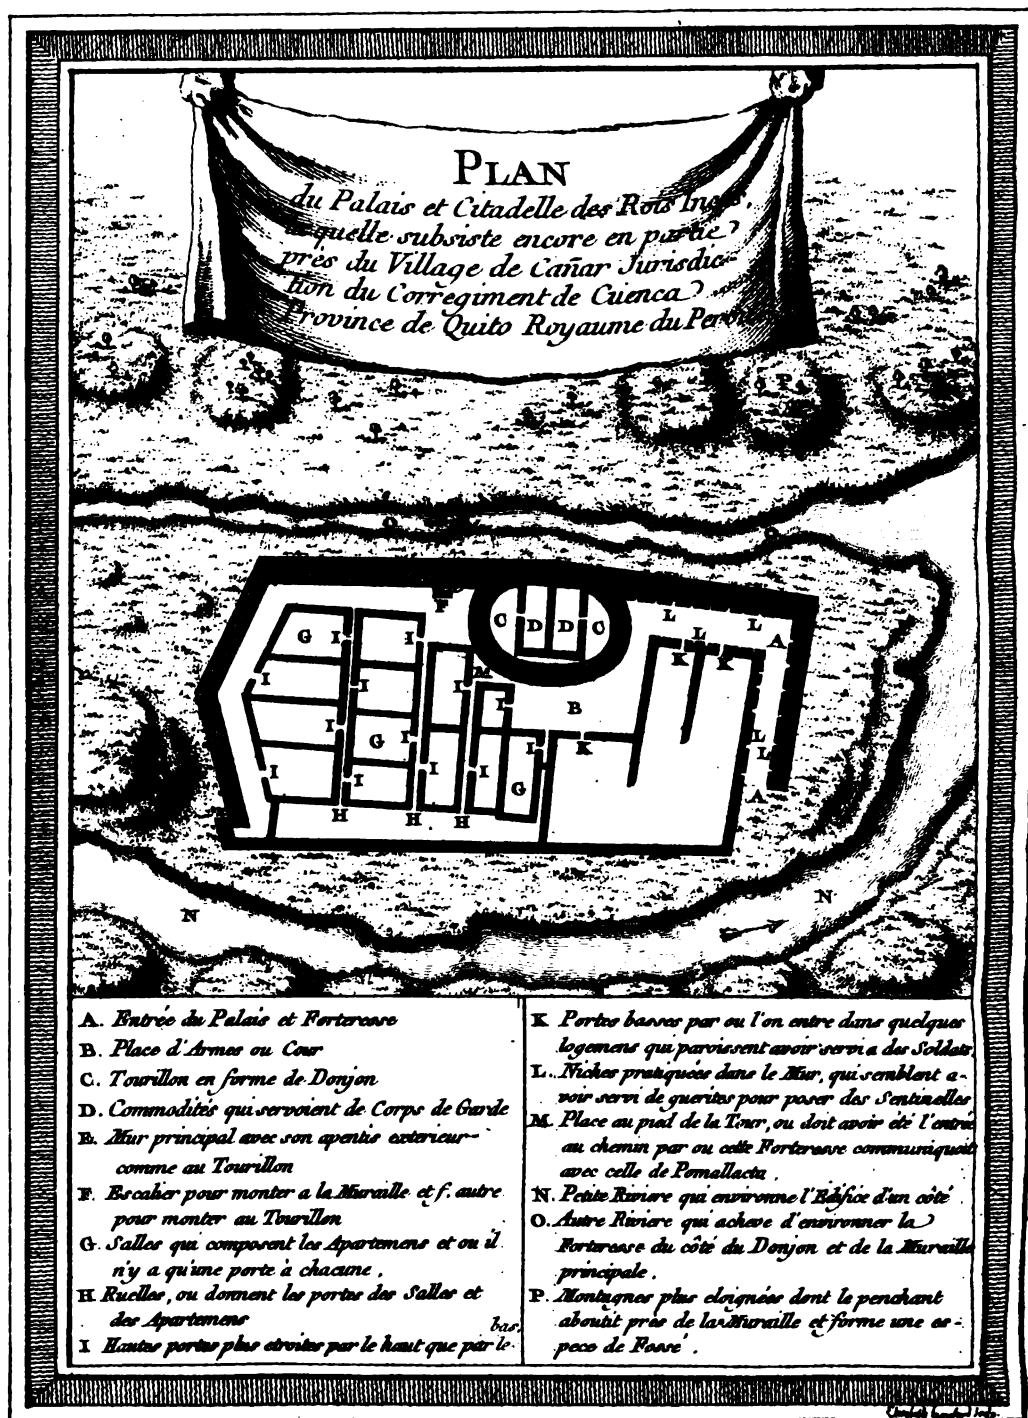 PLAN
du Palais et Citadelle des Rois Incas,
laquelle subsiste encore en partie
près du Village de Cañar Jurisdic-
tion du Corregiment de Cuenca
Province de Quito Royaume du Perou
O
O
P
F
C
D
D
C
L
L
L
A
G
I
I
K
K
M
I
I
I
I
B
I
G
I
I
K
L
L
I
I
I
I
G
A
H
H
H
N
N
A. Entrée du Palais et Forteresse
B. Place d'Armes ou Cour
C. Tourillon en forme de Donjon
D. Commodités qui servoient de Corps de Garde
E. Mur principal avec son apentis exterieur
comme au Tourillon
F. Escalier pour monter a la Muraille et f. autre
pour monter au Tourillon
G. Salles qui composent les Apartemens et ou il
n'y a qu'une porte à chacune.
H Ruelles, ou donnent les portes des Salles et
des Apartemens
bas.
I Hautes portes plus etroites par le haut que par le
K Portes basses par ou l'on entre dans quelques
logemens qui paroissent avoir servi a des Soldats
L. Niches pratiquées dans le Mur, qui semblent a-
voir servi de guerites pour poser des Sentinelles
M. Place au pied de la Tour, ou doit avoir été l'entrée
au chemin par ou cette Forteresse communiquoit
avec celle de Pomallacta.
N. Petite Riviere qui environne l'Edifice d'un côté
O. Autre Riviere qui acheve d'environner la
Forteresse du côté du Donjon et de la Muraille
principale.
P. Montagnes plus eloignées dont le penchant
aboutit près de la Muraille et forme une es-
pece de Fossé.